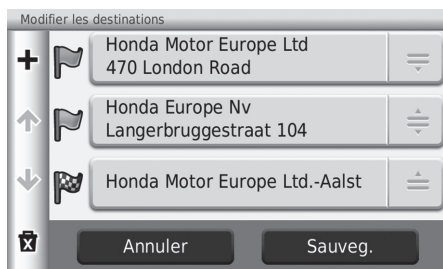 Modifier les destinations
Honda Motor Europe Ltd
470 London Road
Honda Europe Nv
Langerbruggestraat 104
Honda Motor Europe Ltd.-Aalst
Annuler
Sauveg.